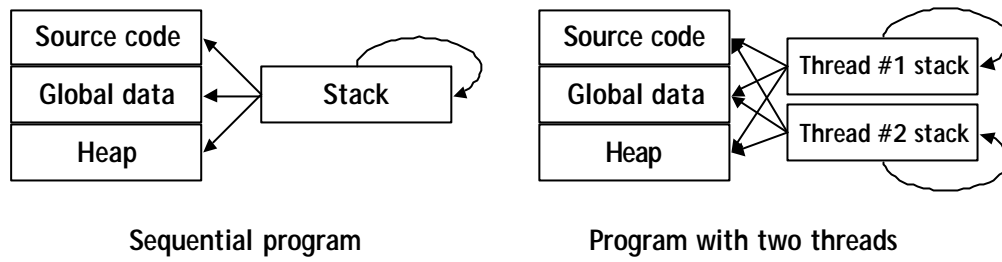 Source code
Global data
Heap
Stack
Sequential program
Source code
Global data
Heap
Thread #1 stack
Thread #2 stack
Program with two threads